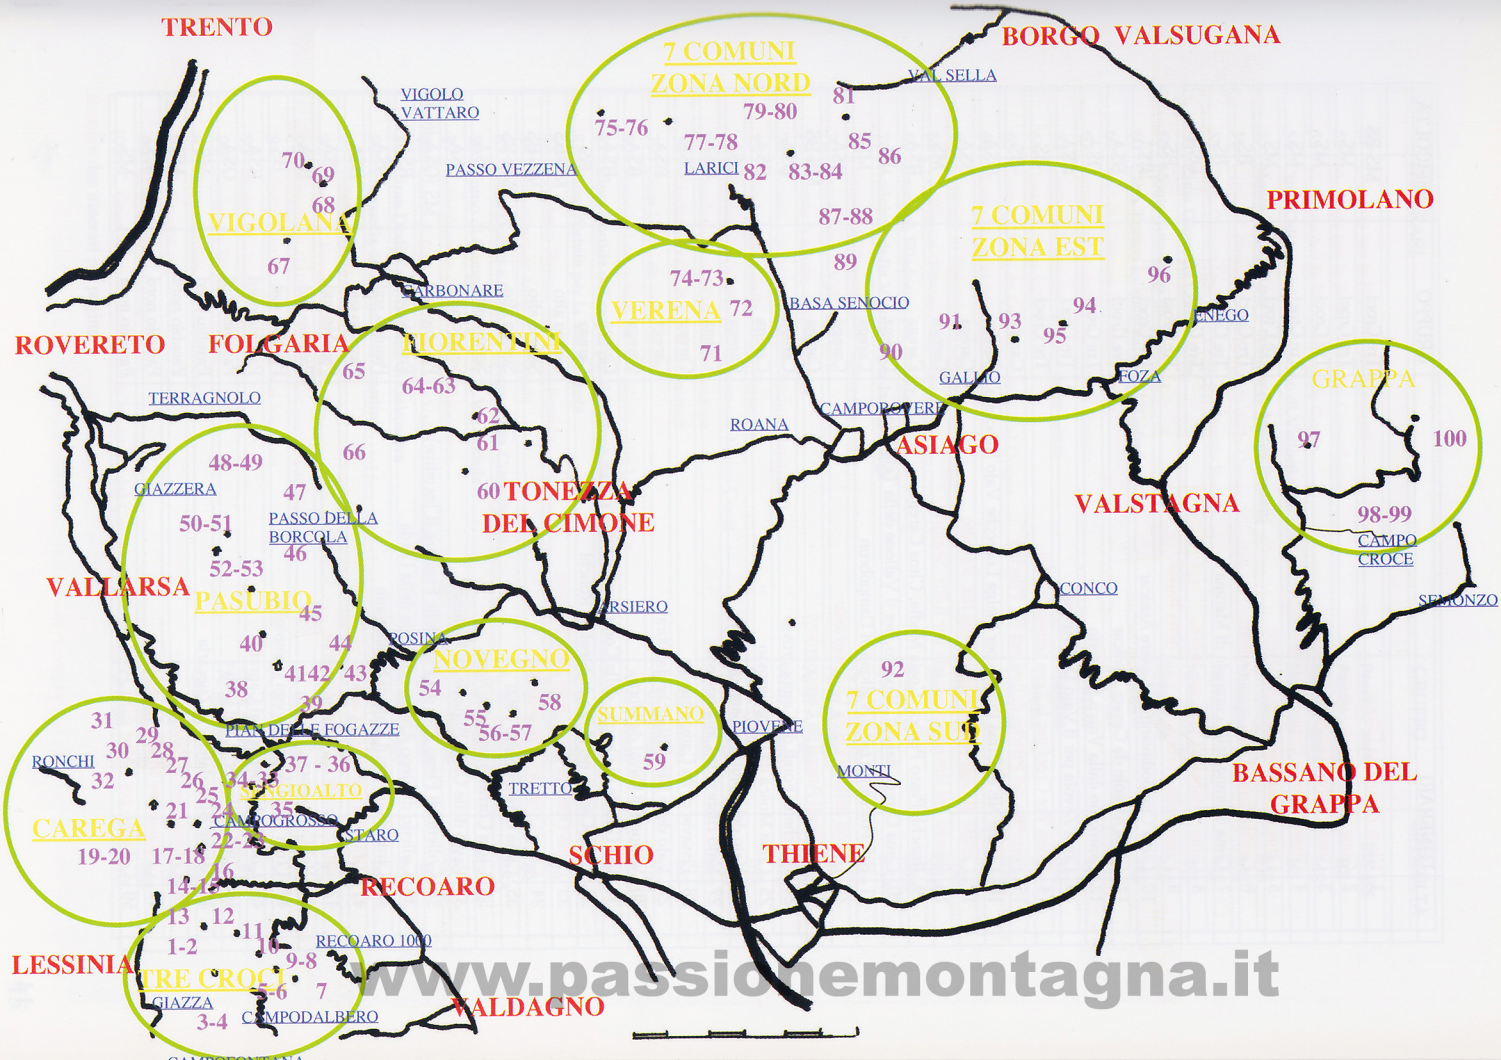 TRENTO
BORGO VALSUGANA
7 COMUNI
ZONA NORD
VAL SELLA
VIGOLO
VATTARO
81
79-80
75-76
77-78
85
86
70
69
68
PASSO VEZZENA
LARICI
82
83-84
PRIMOLANO
VIGOLANA
87-88
7 COMUNI
ZONA EST
67
89
96
74-73
CARBONARE
VERENA
72
BASA SENOCIO
94
91
93
95
ENEGO
ROVERETO
FOLGARIA
FIORENTINI
71
90
65
64-63
GALLIO
FOZA
GRAPPA
TERRAGNOLO
62
CAMPOROVERE
ROANA
61
66
ASIAGO
97
100
48-49
GIAZZERA
47
60
TONEZZA
DEL CIMONE
VALSTAGNA
50-51
PASSO DELLA
BORCOLA
98-99
46
CAMPO
CROCE
52-53
VALLARSA
PASUBIO
45
ARSIERO
CONCO
SEMONZO
40
44
POSINA
NOVEGNO
4142
43
38
54
58
92
39
55
56-57
7 COMUNI
ZONA SUD
SUMMANO
31
29
PIAN DELLE FOGAZZE
PIOVENE
30
28
RONCHI
27
37 - 36
59
32
26
34-33
MONTI
BASSANO DEL
GRAPPA
25
SENGIOALTO
TRETTO
21
24
35
CAMPOGROSSO
CAREGA
STARO
22-23
19-20
17-18
SCHIO
THIENE
16
14-15
RECOARO
13
12
11
1-2
10
RECOARO 1000
9-8
LESSINIA
TRE CROCI
www.passionemontagna.it
5-6
7
GIAZZA
VALDAGNO
3-4
CAMPODALBERO
CAMPOFONTANA